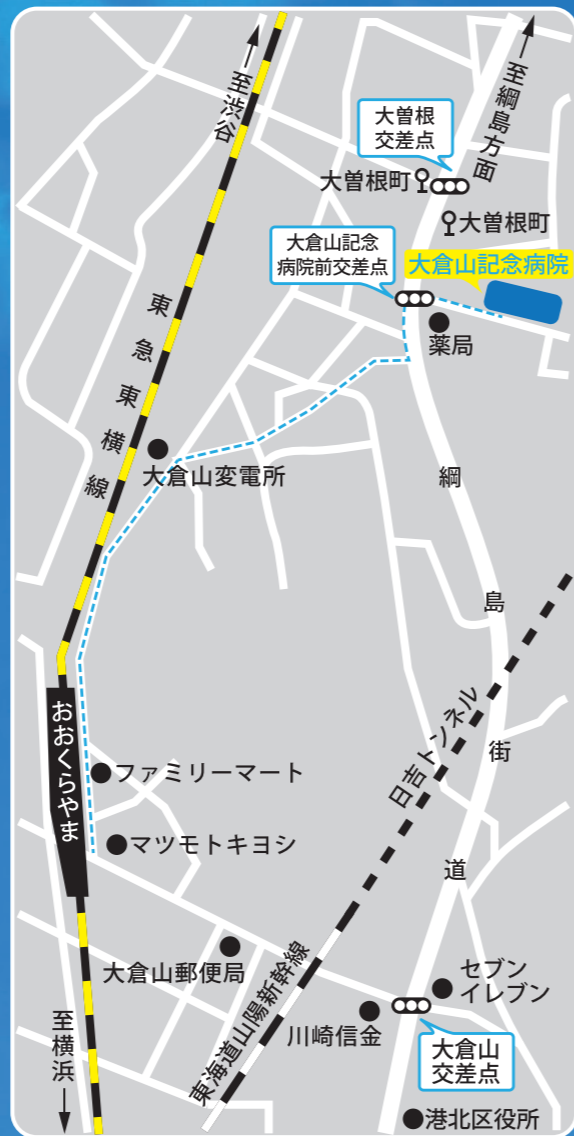 至渋谷
至綱島方面
大曽根
交差点
大曽根町
大曽根町
大倉山記念
病院前交差点
大倉山記念病院
薬局
東急東横線
大倉山変電所
綱島街道
日吉トンネル
おおくらやま
ファミリーマート
マツモトキヨシ
大倉山郵便局
東海道山陽新幹線
セブン
イレブン
川崎信金
大倉山
交差点
至横浜
港北区役所